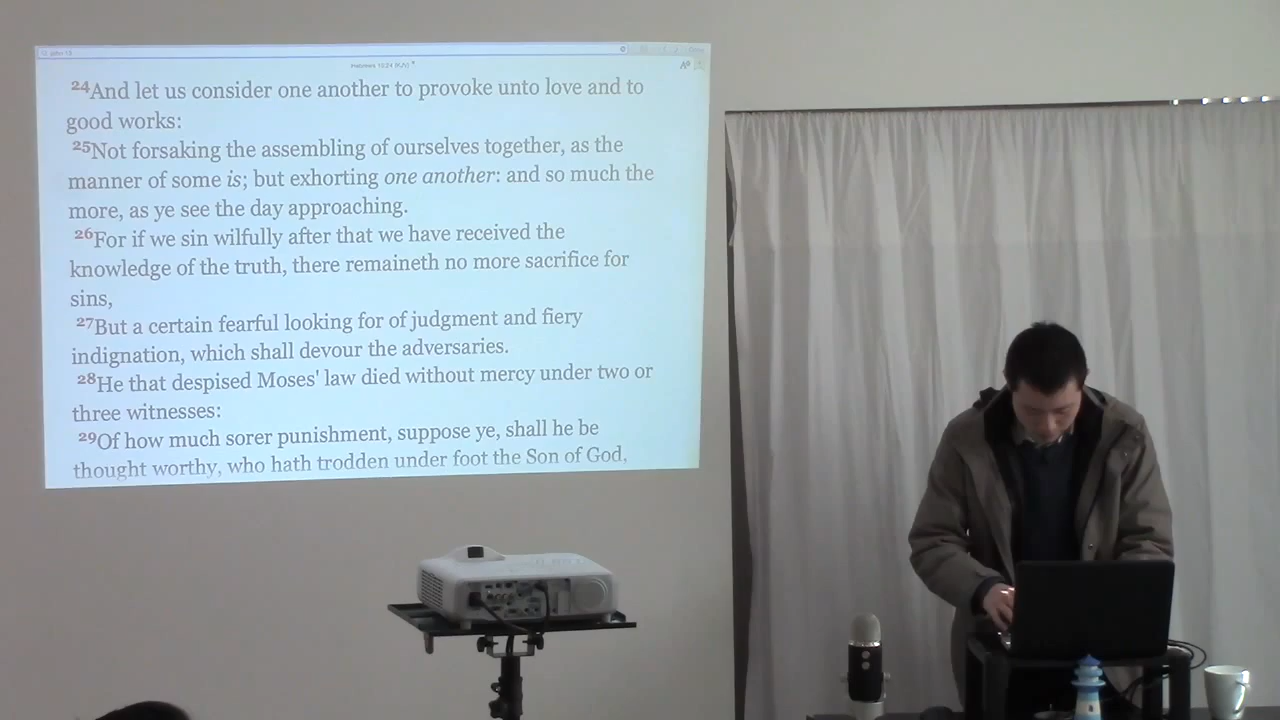 24And let us consider one another to provoke unto love and to
good works:
25Not forsaking the assembling of ourselves together, as the
manner of some is; but exhorting one another: and so much the
more, as ye see the day approaching.
26For if we sin wilfully after that we have received the
knowledge of the truth, there remaineth no more sacrifice for
sins,
27But a certain fearful looking for of judgment and fiery
indignation, which shall devour the adversaries.
28He that despised Moses' law died without mercy under two or
three witnesses:
29Of how much sorer punishment, suppose ye, shall he be
thought worthy, who hath trodden under foot the Son of God,